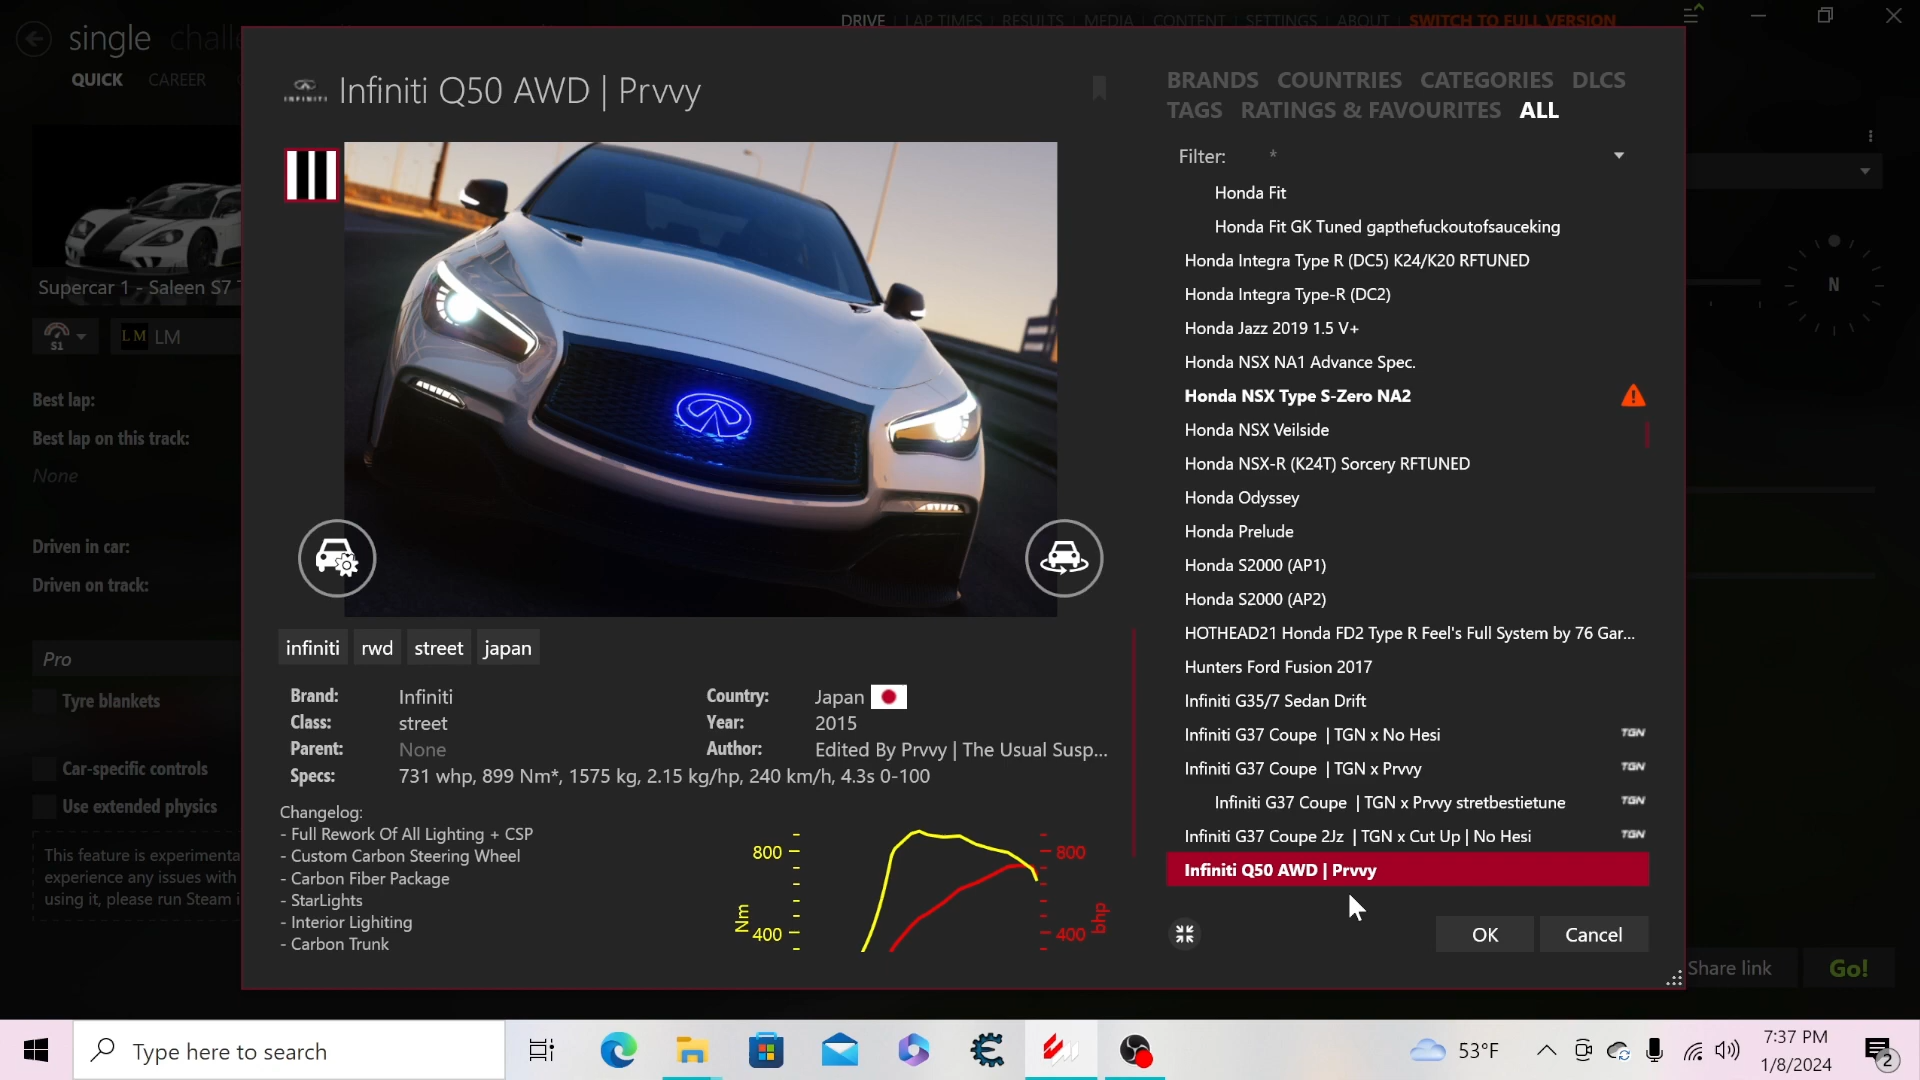 single challe
DRIVE | LAP TIMES | RESULTS | MEDIA | CONTENT | SETTINGS | ABOUT | SWITCH TO FULL VERSION
QUICK CAREER
Supercar 1 - Saleen S7 T
S1
LM LM
Best lap:
Best lap on this track:
None
Driven in car:
Driven on track:
Pro
Tyre blankets
Car-specific controls
Use extended physics
This feature is experimenta
experience any issues with
using it, please run Steam i
INFINITI
Infiniti Q50 AWD | Prvvy
infiniti rwd street japan
Brand: Infiniti
Country: Japan
Class: street
Year: 2015
Parent: None
Author: Edited By Prvvy | The Usual Susp...
Specs: 731 whp, 899 Nm*, 1575 kg, 2.15 kg/hp, 240 km/h, 4.3s 0-100
Changelog:
- Full Rework Of All Lighting + CSP
- Custom Carbon Steering Wheel
- Carbon Fiber Package
- StarLights
- Interior Lighiting
- Carbon Trunk
800
400
Nm
800
400
bhp
BRANDS COUNTRIES CATEGORIES DLCS
TAGS RATINGS & FAVOURITES ALL
Filter: *
Honda Fit
Honda Fit GK Tuned gapthefuckoutofsauceking
Honda Integra Type R (DC5) K24/K20 RFTUNED
Honda Integra Type-R (DC2)
Honda Jazz 2019 1.5 V+
Honda NSX NA1 Advance Spec.
Honda NSX Type S-Zero NA2
Honda NSX Veilside
Honda NSX-R (K24T) Sorcery RFTUNED
Honda Odyssey
Honda Prelude
Honda S2000 (AP1)
Honda S2000 (AP2)
HOTHEAD21 Honda FD2 Type R Feel's Full System by 76 Gar...
Hunters Ford Fusion 2017
Infiniti G35/7 Sedan Drift
Infiniti G37 Coupe | TGN x No Hesi TGN
Infiniti G37 Coupe | TGN x Prvvy TGN
Infiniti G37 Coupe | TGN x Prvvy stretbestietune TGN
Infiniti G37 Coupe 2Jz | TGN x Cut Up | No Hesi TGN
Infiniti Q50 AWD | Prvvy
OK Cancel
N
Share link Go!
Type here to search
53°F
7:37 PM
1/8/2024
2